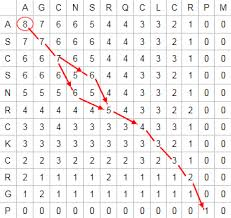 A G C N S R Q C L C R P M
A 8 7 6 6 5 4 4 3 3 2 1 0 0
S 7 7 6 6 6 4 4 3 3 2 1 0 0
C 6 6 7 6 5 4 4 4 3 3 1 0 0
S 6 6 6 5 6 4 4 3 3 2 1 0 0
N 5 5 5 6 5 4 4 3 3 2 1 0 0
R 4 4 4 4 4 5 4 3 3 2 2 0 0
C 3 3 4 3 3 3 3 4 3 3 1 0 0
K 3 3 3 3 3 3 3 3 3 2 1 0 0
C 2 2 3 2 2 2 2 3 2 3 1 0 0
R 2 1 1 1 1 2 1 1 1 1 2 0 0
G 1 2 1 1 1 1 1 1 1 1 1 0 0
P 0 0 0 0 0 0 0 0 0 0 0 1 0